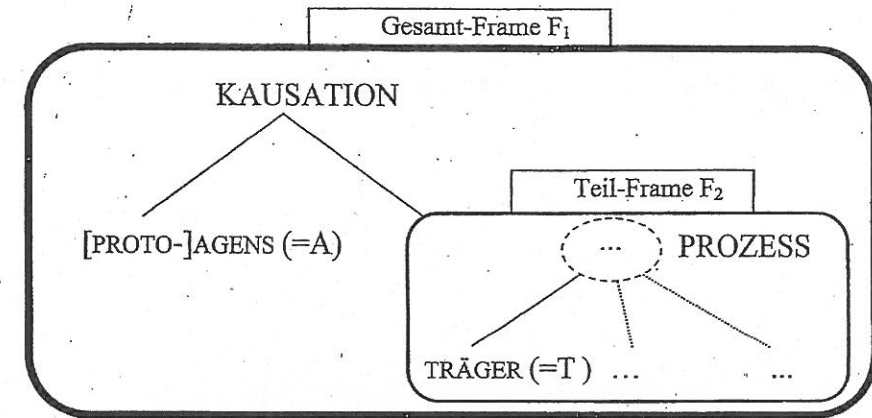 Gesamt-Frame F₁
KAUSATION
Teil-Frame F₂
[PROTO-]AGENS (=A)
... PROZESS
TRÄGER (=T) ... ...